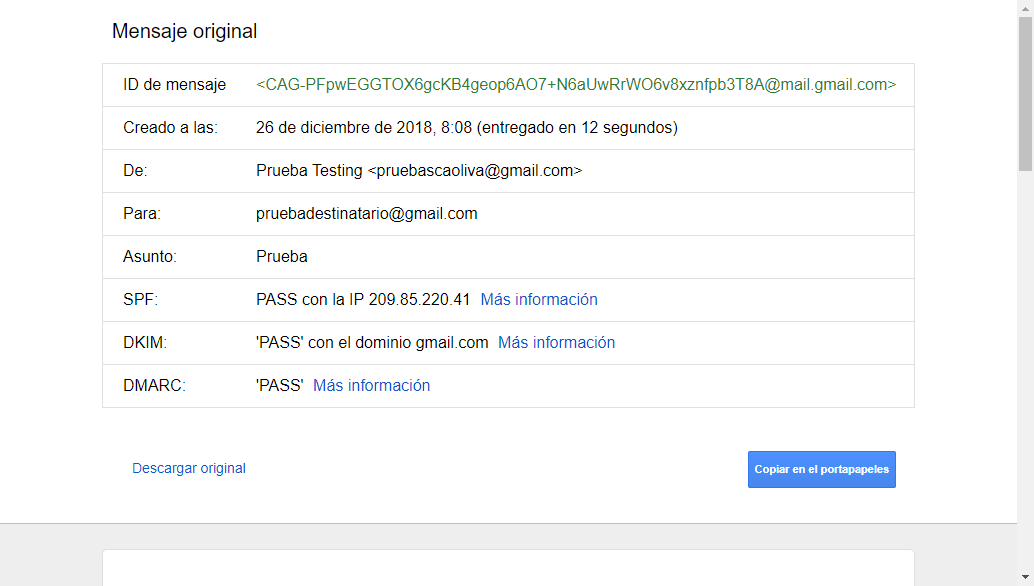 Mensaje original
ID de mensaje <CAG-PFpwEGGTOX6gcKB4geop6AO7+N6aUwRrWO6v8xznfpb3T8A@mail.gmail.com>
Creado a las: 26 de diciembre de 2018, 8:08 (entregado en 12 segundos)
De: Prueba Testing <pruebascaoliva@gmail.com>
Para: pruebadestinatario@gmail.com
Asunto: Prueba
SPF: PASS con la IP 209.85.220.41 Más información
DKIM: 'PASS' con el dominio gmail.com Más información
DMARC: 'PASS' Más información
Descargar original Copiar en el portapapeles